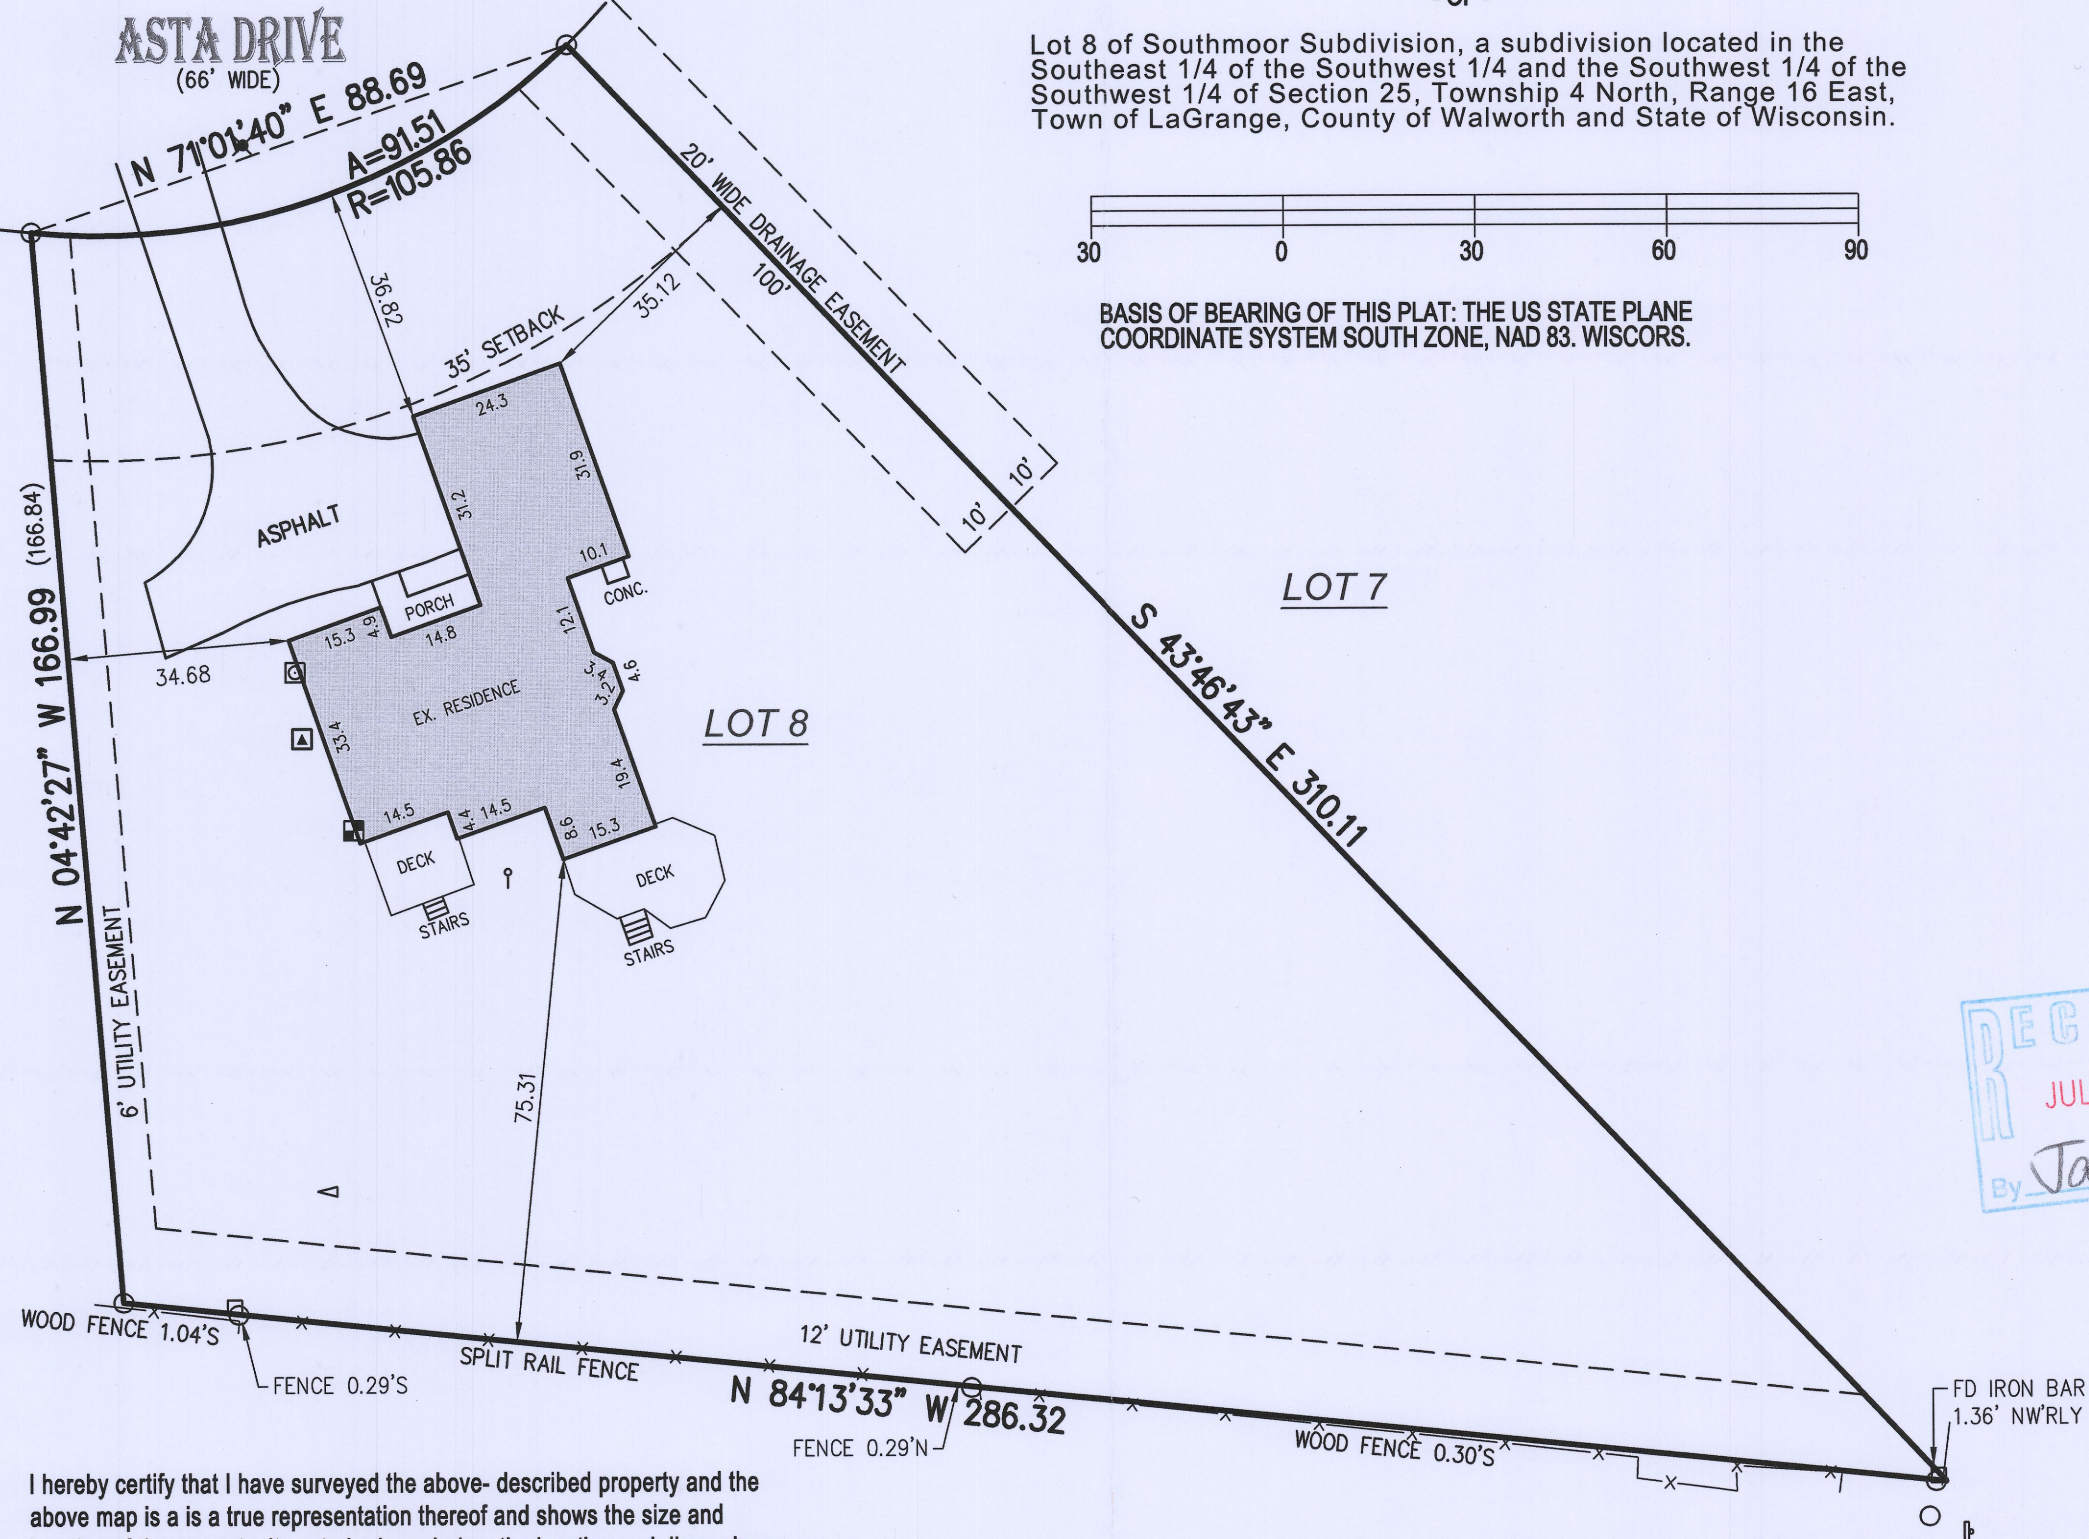 ASTA DRIVE
(66' WIDE)
N 71°01'40" E 88.69
A=91.51
R=105.86
Lot 8 of Southmoor Subdivision, a subdivision located in the
Southeast 1/4 of the Southwest 1/4 and the Southwest 1/4 of the
Southwest 1/4 of Section 25, Township 4 North, Range 16 East,
Town of LaGrange, County of Walworth and State of Wisconsin.
30 0 30 60 90
BASIS OF BEARING OF THIS PLAT: THE US STATE PLANE
COORDINATE SYSTEM SOUTH ZONE, NAD 83. WISCORS.
20' WIDE DRAINAGE EASEMENT
100'
36.82
35.12
35' SETBACK
24.3
31.9
31.2
10'
10'
ASPHALT
10.1
CONC.
PORCH
15.3
4.9
14.8
12.1
3.4
4.6
3.2
34.68
EX. RESIDENCE
33.4
19.4
14.5
4.4
14.5
8.6
15.3
DECK
DECK
STAIRS
STAIRS
LOT 8
LOT 7
S 43°46'43" E 310.11
N 04°42'27" W 166.99 (166.84)
6' UTILITY EASEMENT
75.31
R E C
JUL
By Ja
WOOD FENCE 1.04'S
FENCE 0.29'S
SPLIT RAIL FENCE
12' UTILITY EASEMENT
N 84°13'33" W 286.32
FENCE 0.29'N
WOOD FENCE 0.30'S
FD IRON BAR
1.36' NW'RLY
I hereby certify that I have surveyed the above- described property and the
above map is a is a true representation thereof and shows the size and